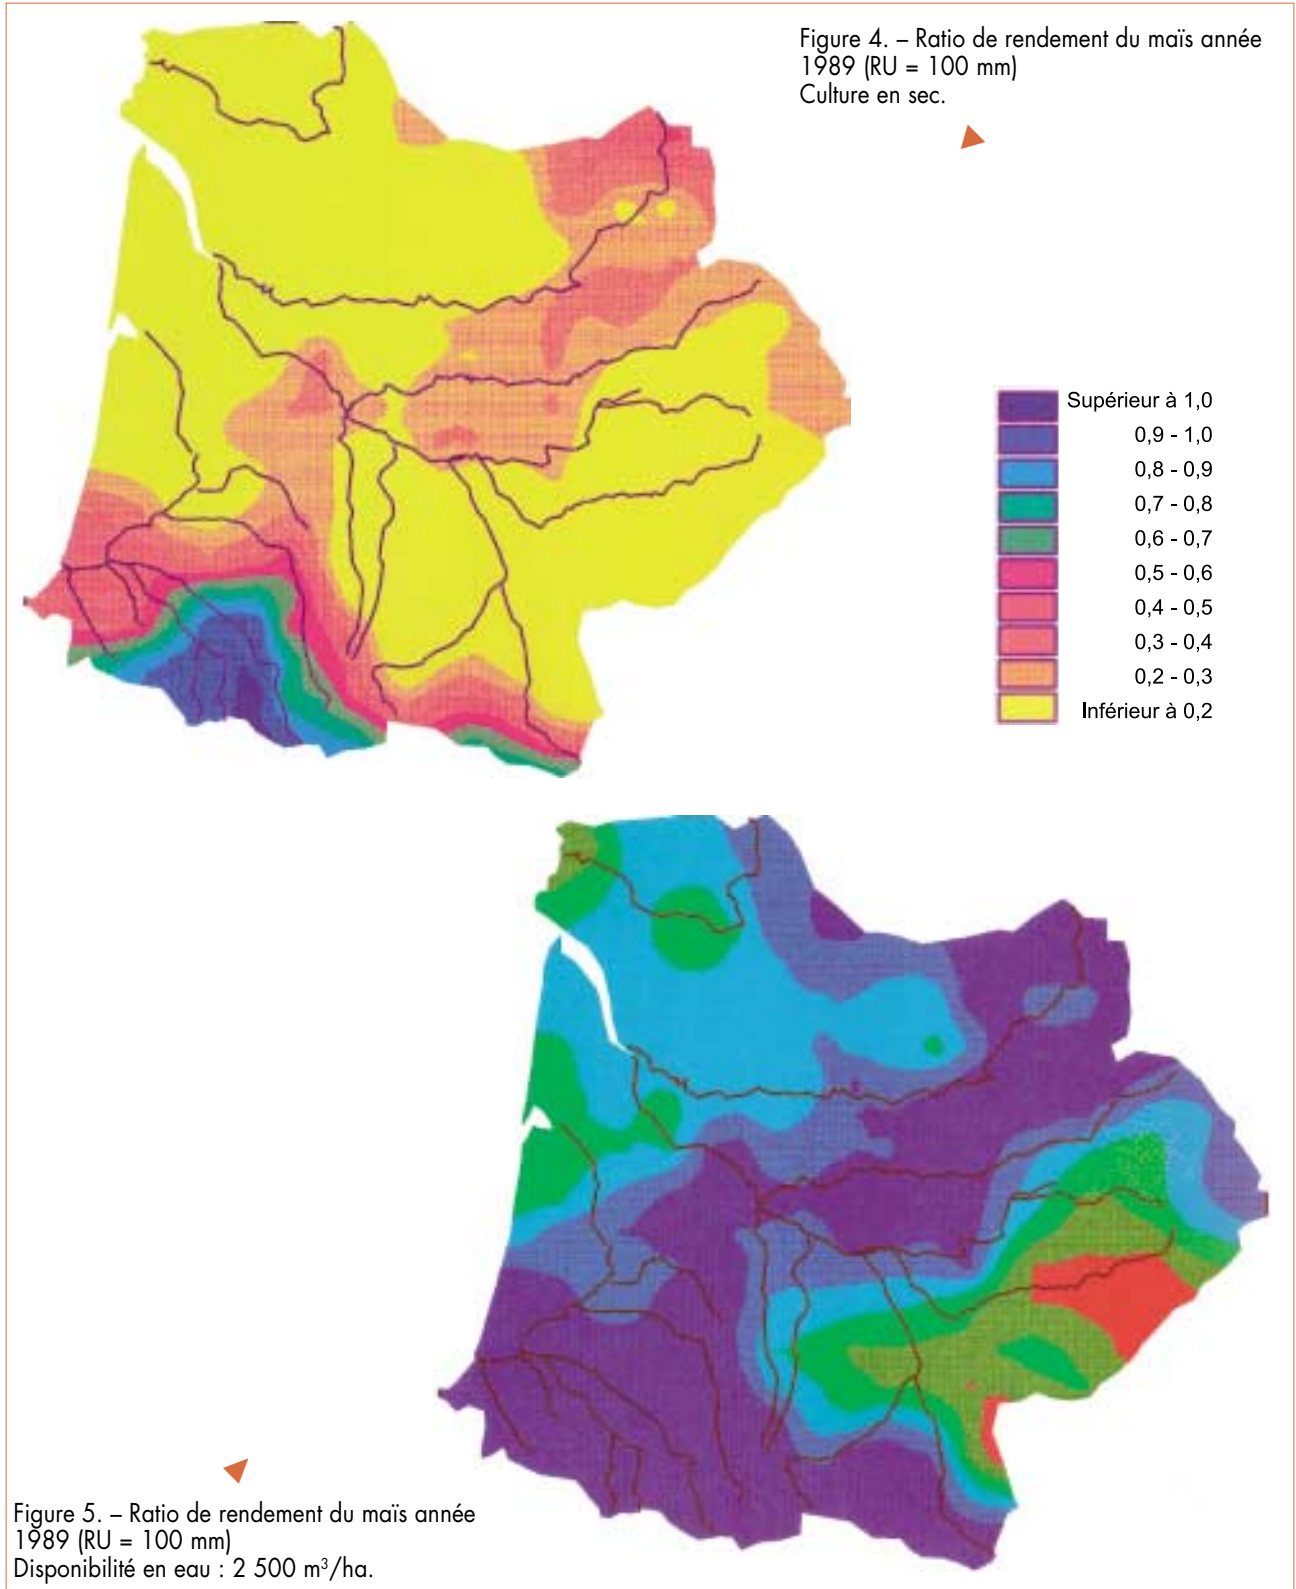 Figure 4. – Ratio de rendement du maïs année
1989 (RU = 100 mm)
Culture en sec.
Supérieur à 1,0
0,9 - 1,0
0,8 - 0,9
0,7 - 0,8
0,6 - 0,7
0,5 - 0,6
0,4 - 0,5
0,3 - 0,4
0,2 - 0,3
Inférieur à 0,2
Figure 5. – Ratio de rendement du maïs année
1989 (RU = 100 mm)
Disponibilité en eau : 2 500 m³/ha.